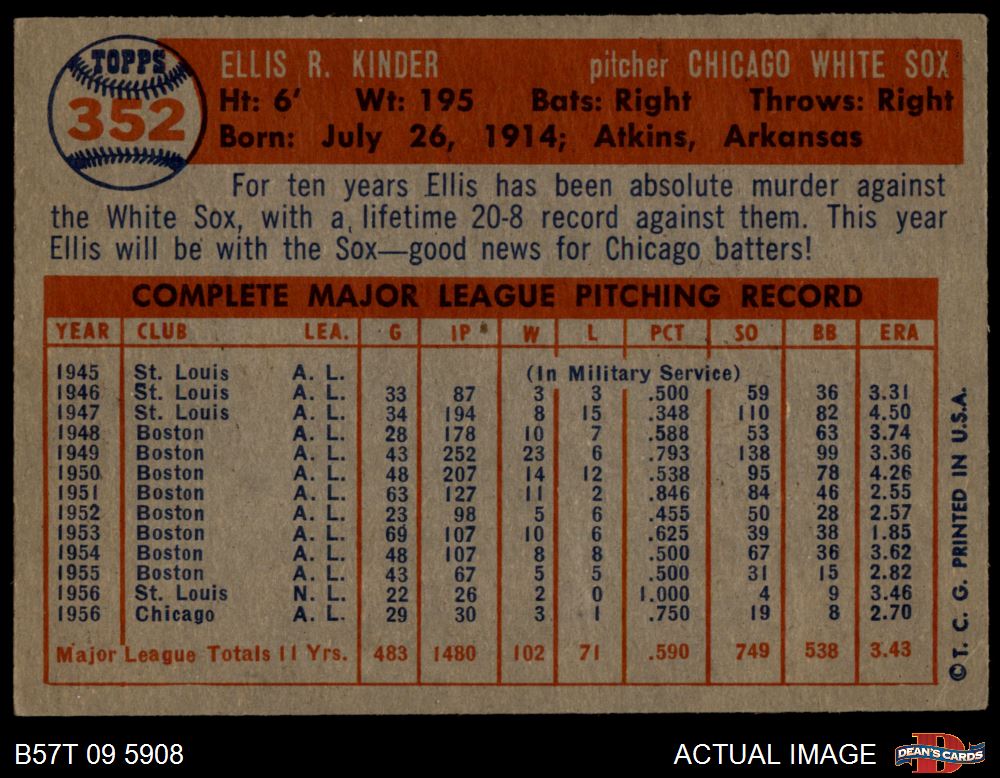 TOPPS
352
ELLIS R. KINDER pitcher CHICAGO WHITE SOX
Ht: 6' Wt: 195 Bats: Right Throws: Right
Born: July 26, 1914; Atkins, Arkansas
For ten years Ellis has been absolute murder against
the White Sox, with a lifetime 20-8 record against them. This year
Ellis will be with the Sox—good news for Chicago batters!
COMPLETE MAJOR LEAGUE PITCHING RECORD
YEAR CLUB LEA. G IP W L PCT SO BB ERA
1945 St. Louis A. L. (In Military Service)
1946 St. Louis A. L. 33 87 3 3 .500 59 36 3.31
1947 St. Louis A. L. 34 194 8 15 .348 110 82 4.50
1948 Boston A. L. 28 178 10 7 .588 53 63 3.74
1949 Boston A. L. 43 252 23 6 .793 138 99 3.36
1950 Boston A. L. 48 207 14 12 .538 95 78 4.26
1951 Boston A. L. 63 127 11 2 .846 84 46 2.55
1952 Boston A. L. 23 98 5 6 .455 50 28 2.57
1953 Boston A. L. 69 107 10 6 .625 39 38 1.85
1954 Boston A. L. 48 107 8 8 .500 67 36 3.62
1955 Boston A. L. 43 67 5 5 .500 31 15 2.82
1956 St. Louis N. L. 22 26 2 0 1.000 4 9 3.46
1956 Chicago A. L. 29 30 3 1 .750 19 8 2.70
Major League Totals 11 Yrs. 483 1480 102 71 .590 749 538 3.43
©T. C. G. PRINTED IN U.S.A.
B57T 09 5908 ACTUAL IMAGE
DEAN'S CARDS